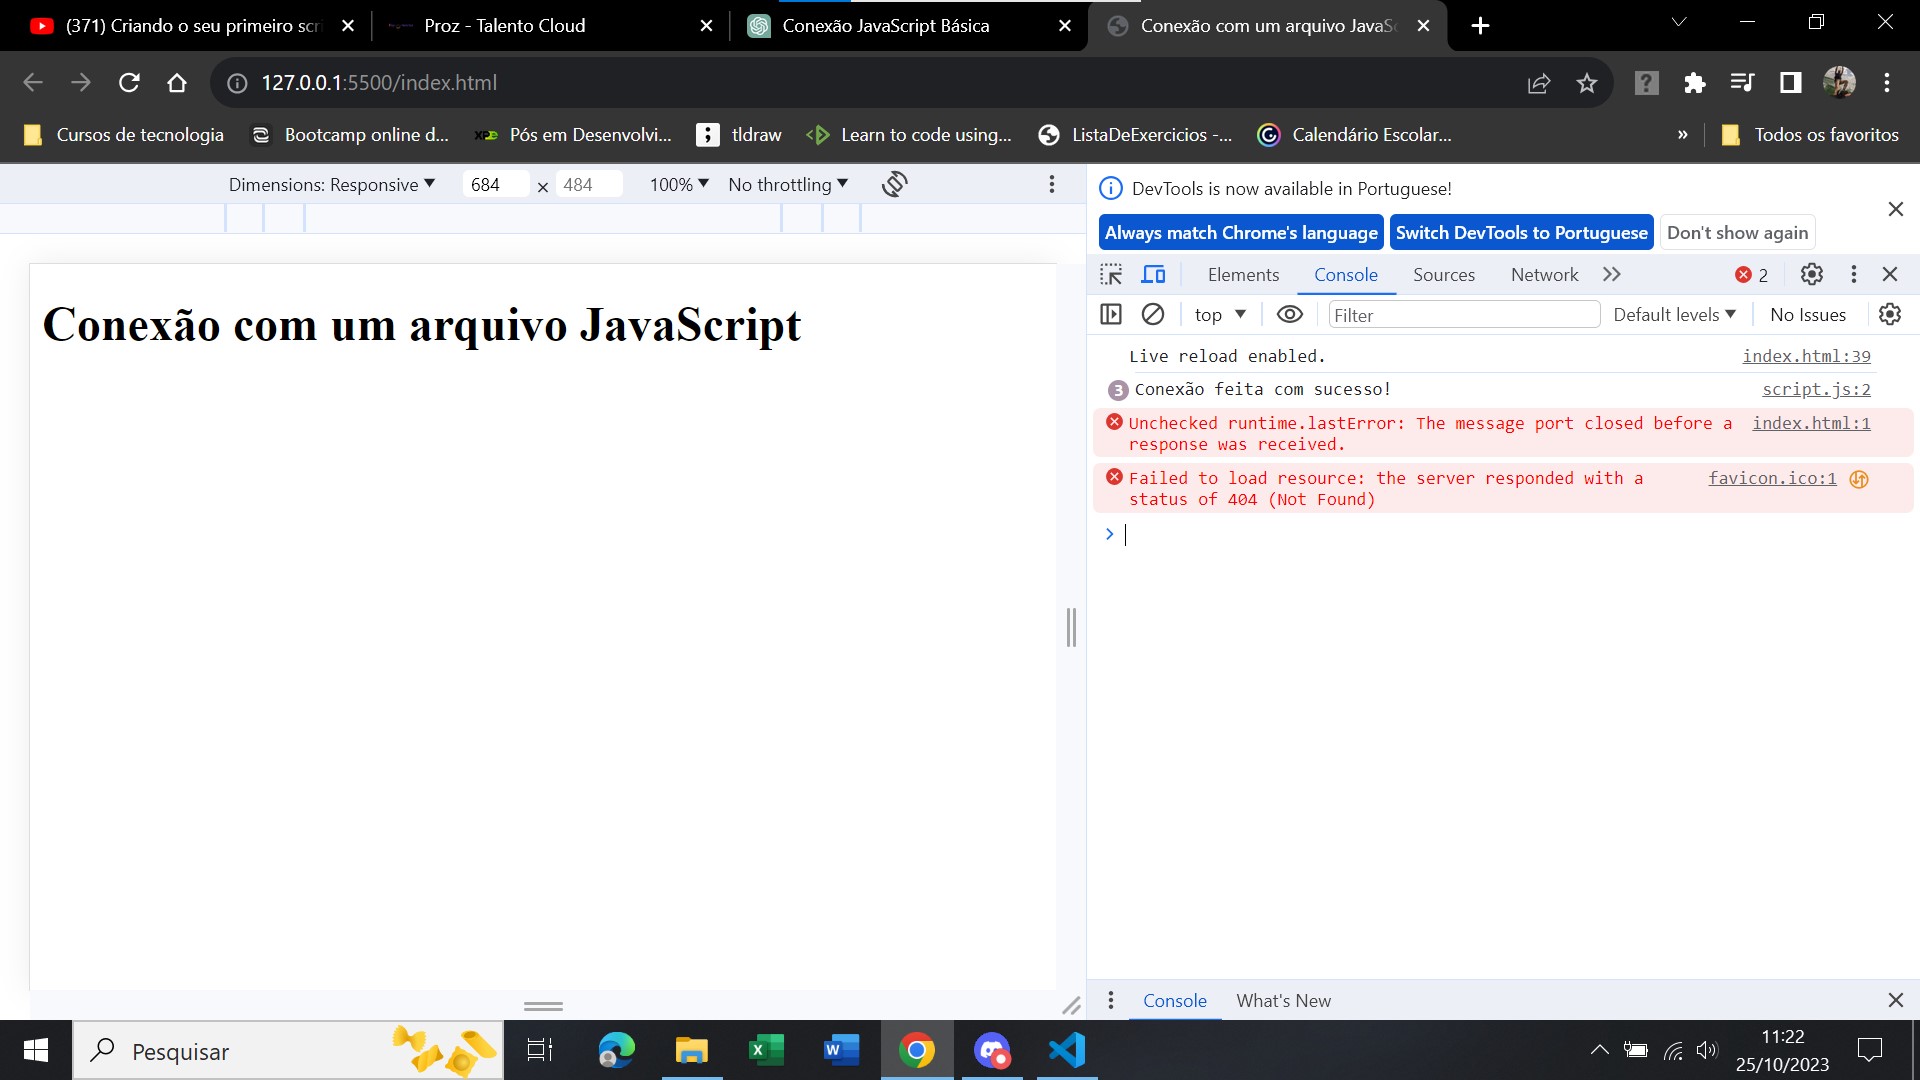 (371) Criando o seu primeiro scri
Proz - Talento Cloud
Conexão JavaScript Básica
Conexão com um arquivo JavaSc
127.0.0.1:5500/index.html
Cursos de tecnologia
Bootcamp online d...
XPE
Pós em Desenvolvi...
tldraw
Learn to code using...
ListaDeExercicios -...
Calendário Escolar...
»
Todos os favoritos
Dimensions: Responsive
684 × 484
100%
No throttling
DevTools is now available in Portuguese!
Always match Chrome's language
Switch DevTools to Portuguese
Don't show again
Elements
Console
Sources
Network
2
top
Filter
Default levels
No Issues
Live reload enabled.
index.html:39
3
Conexão feita com sucesso!
script.js:2
Unchecked runtime.lastError: The message port closed before a
index.html:1
response was received.
Failed to load resource: the server responded with a
favicon.ico:1
status of 404 (Not Found)
Conexão com um arquivo JavaScript
Console
What's New
Pesquisar
11:22
25/10/2023